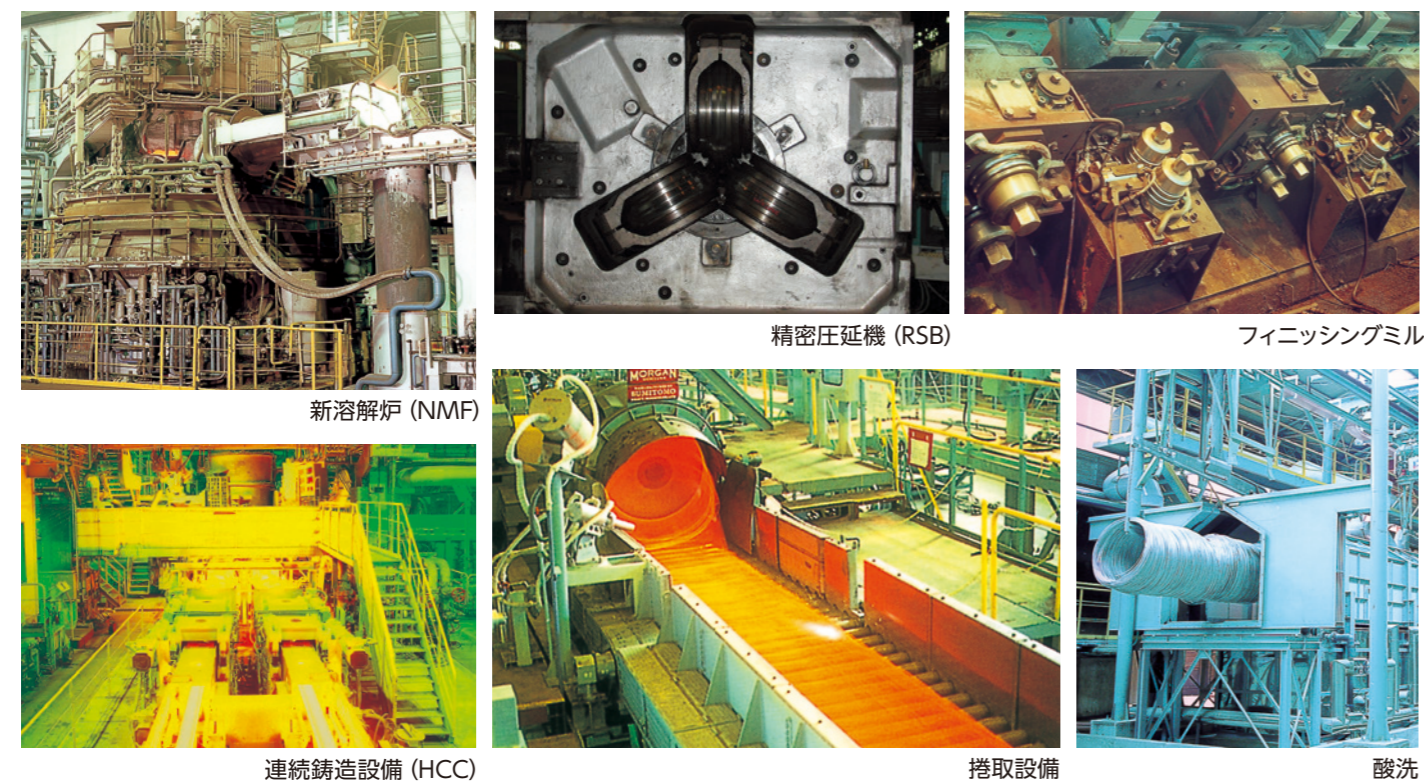 精密圧延機 (RSB)
フィニッシングミル
新溶解炉 (NMF)
MORGAN
SUMITOMO
連続鋳造設備 (HCC)
捲取設備
酸洗